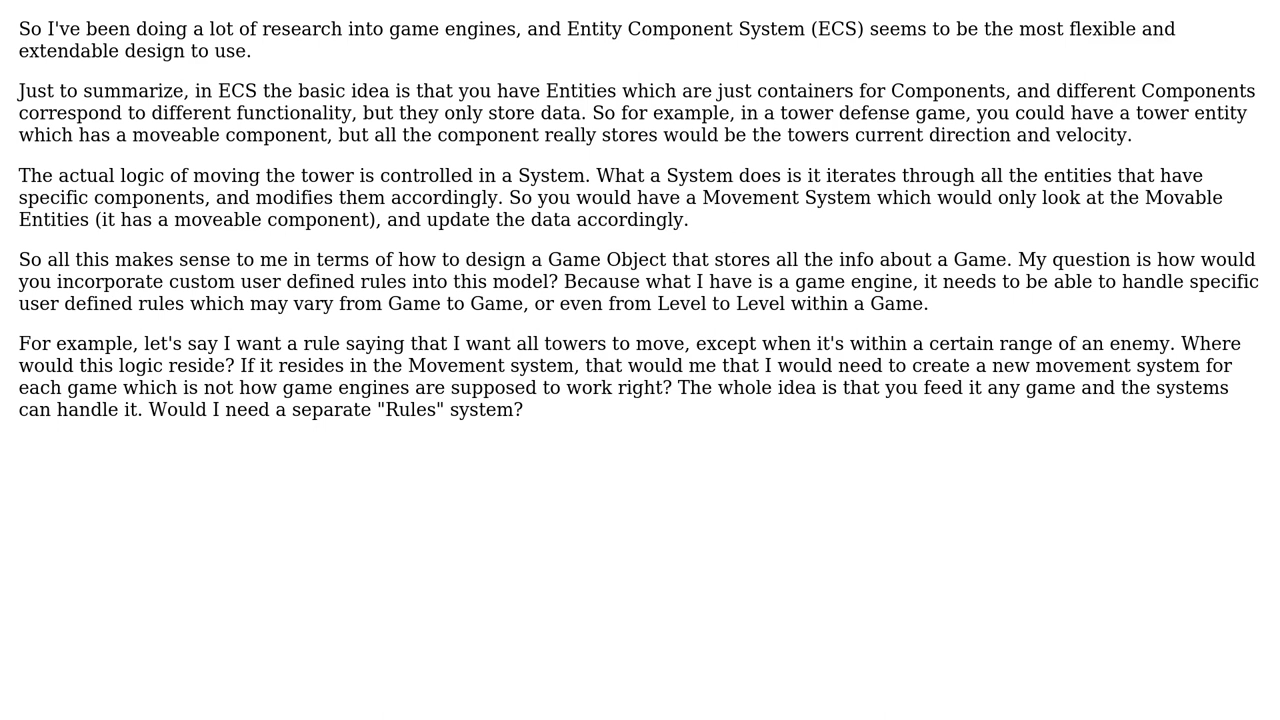 So I've been doing a lot of research into game engines, and Entity Component System (ECS) seems to be the most flexible and
extendable design to use.
Just to summarize, in ECS the basic idea is that you have Entities which are just containers for Components, and different Components
correspond to different functionality, but they only store data. So for example, in a tower defense game, you could have a tower entity
which has a moveable component, but all the component really stores would be the towers current direction and velocity.
The actual logic of moving the tower is controlled in a System. What a System does is it iterates through all the entities that have
specific components, and modifies them accordingly. So you would have a Movement System which would only look at the Movable
Entities (it has a moveable component), and update the data accordingly.
So all this makes sense to me in terms of how to design a Game Object that stores all the info about a Game. My question is how would
you incorporate custom user defined rules into this model? Because what I have is a game engine, it needs to be able to handle specific
user defined rules which may vary from Game to Game, or even from Level to Level within a Game.
For example, let's say I want a rule saying that I want all towers to move, except when it's within a certain range of an enemy. Where
would this logic reside? If it resides in the Movement system, that would me that I would need to create a new movement system for
each game which is not how game engines are supposed to work right? The whole idea is that you feed it any game and the systems
can handle it. Would I need a separate "Rules" system?